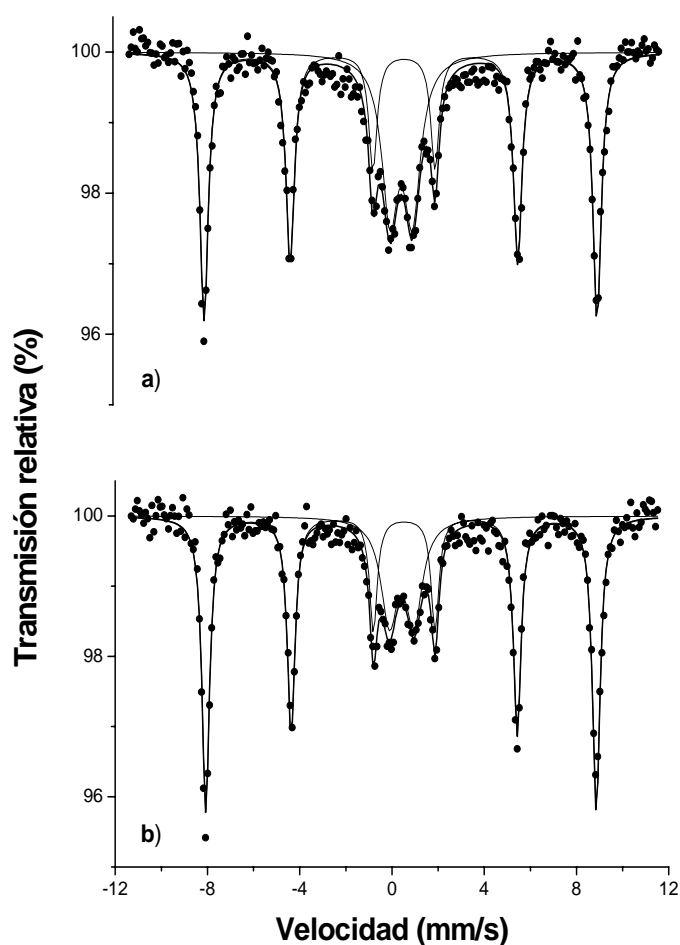 100
98
96
a)
Transmisión relativa (%)
100
98
96
b)
-12 -8 -4 0 4 8 12
Velocidad (mm/s)